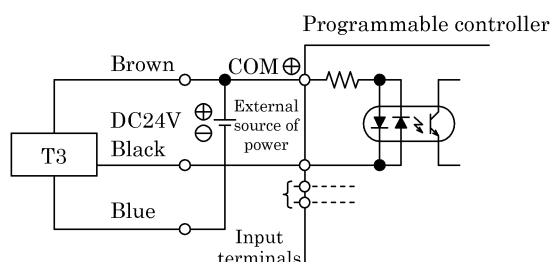 Programmable controller
Brown
COM ⊕
DC24V ⊕
⊖
External
source of
power
T3
Black
Blue
Input
terminals